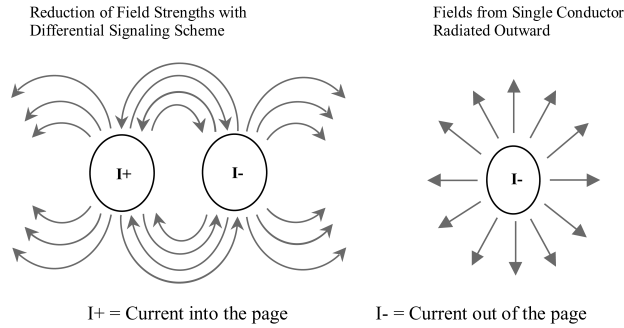 Reduction of Field Strengths with
Differential Signaling Scheme
Fields from Single Conductor
Radiated Outward
I+
I-
I-
I+ = Current into the page
I- = Current out of the page